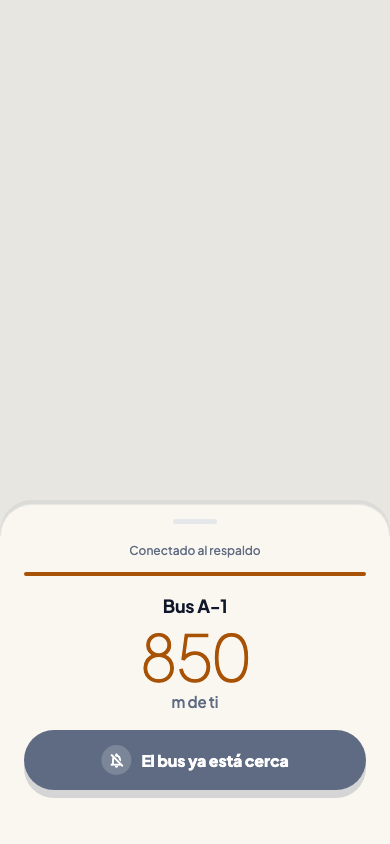 Conectado al respaldo
Bus A-1
850
m de ti
El bus ya está cerca